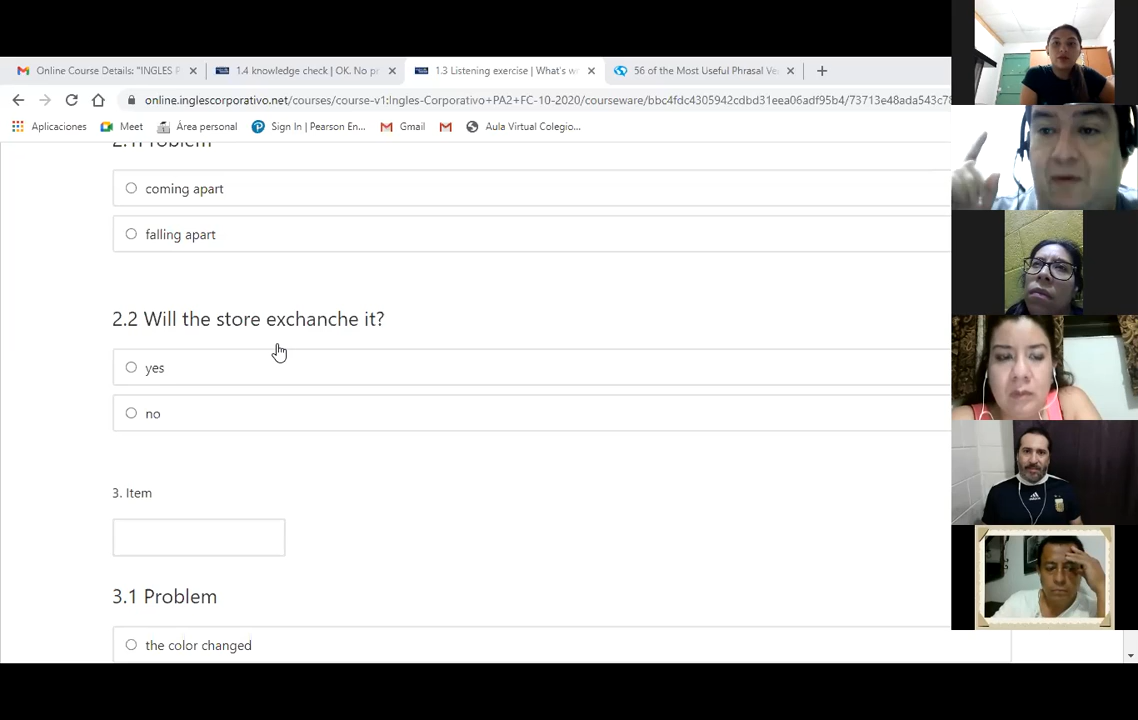 Online Course Details: "INGLES P
1.4 knowledge check | OK. No pr
1.3 Listening exercise | What's w
56 of the Most Useful Phrasal Ve
online.inglescorporativo.net/courses/course-v1:Ingles-Corporativo+PA2+FC-10-2020/courseware/bbc4fdc4305942cdbd31eea06adf95b4/73713e48ada543c78
Aplicaciones
Meet
Área personal
Sign In | Pearson En...
Gmail
Aula Virtual Colegio...
coming apart
falling apart
2.2 Will the store exchanche it?
yes
no
3. Item
3.1 Problem
the color changed